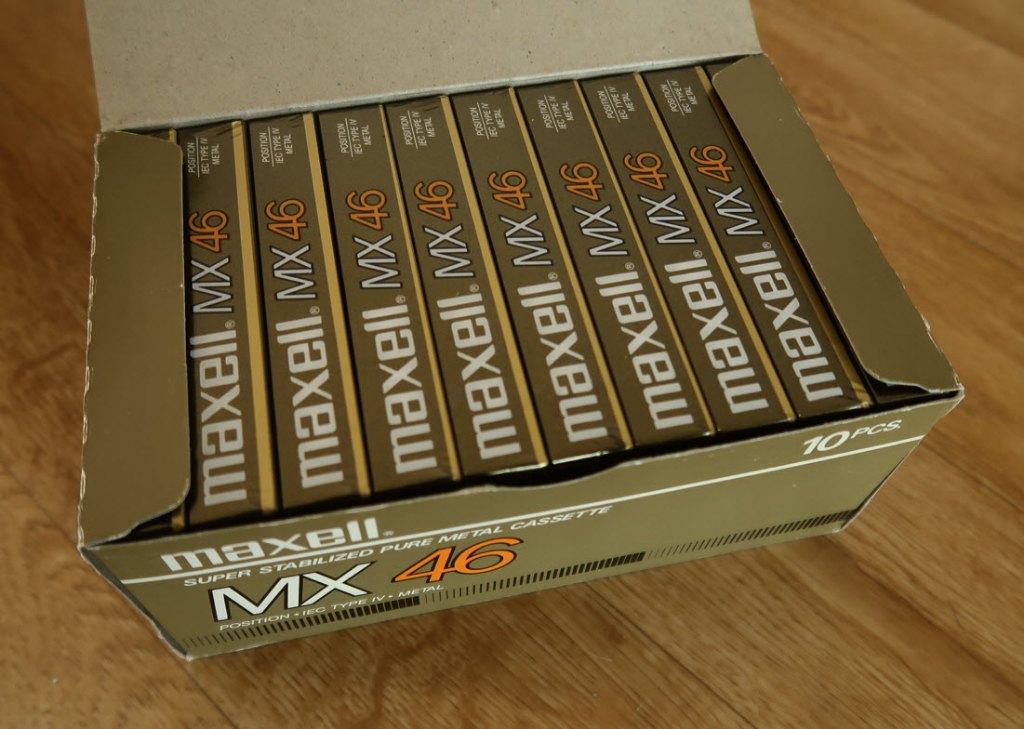 POSITION
IEC TYPE IV
METAL
maxell® MX 46
POSITION
IEC TYPE IV
METAL
maxell® MX 46
POSITION
IEC TYPE IV
METAL
maxell® MX 46
POSITION
IEC TYPE IV
METAL
maxell® MX 46
POSITION
IEC TYPE IV
METAL
maxell® MX 46
POSITION
IEC TYPE IV
METAL
maxell® MX 46
POSITION
IEC TYPE IV
METAL
maxell® MX 46
POSITION
IEC TYPE IV
METAL
maxell® MX 46
10 PCS.
maxell®
SUPER STABILIZED PURE METAL CASSETTE
MX 46
POSITION • IEC TYPE IV • METAL